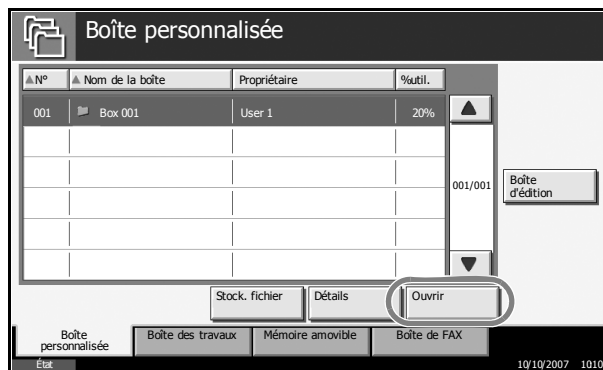 Boîte personnalisée
N° Nom de la boîte Propriétaire %util.
001 Box 001 User 1 20%
001/001
Boîte
d'édition
Stock. fichier Détails Ouvrir
Boîte
personnalisée
Boîte des travaux Mémoire amovible Boîte de FAX
État 10/10/2007 1010